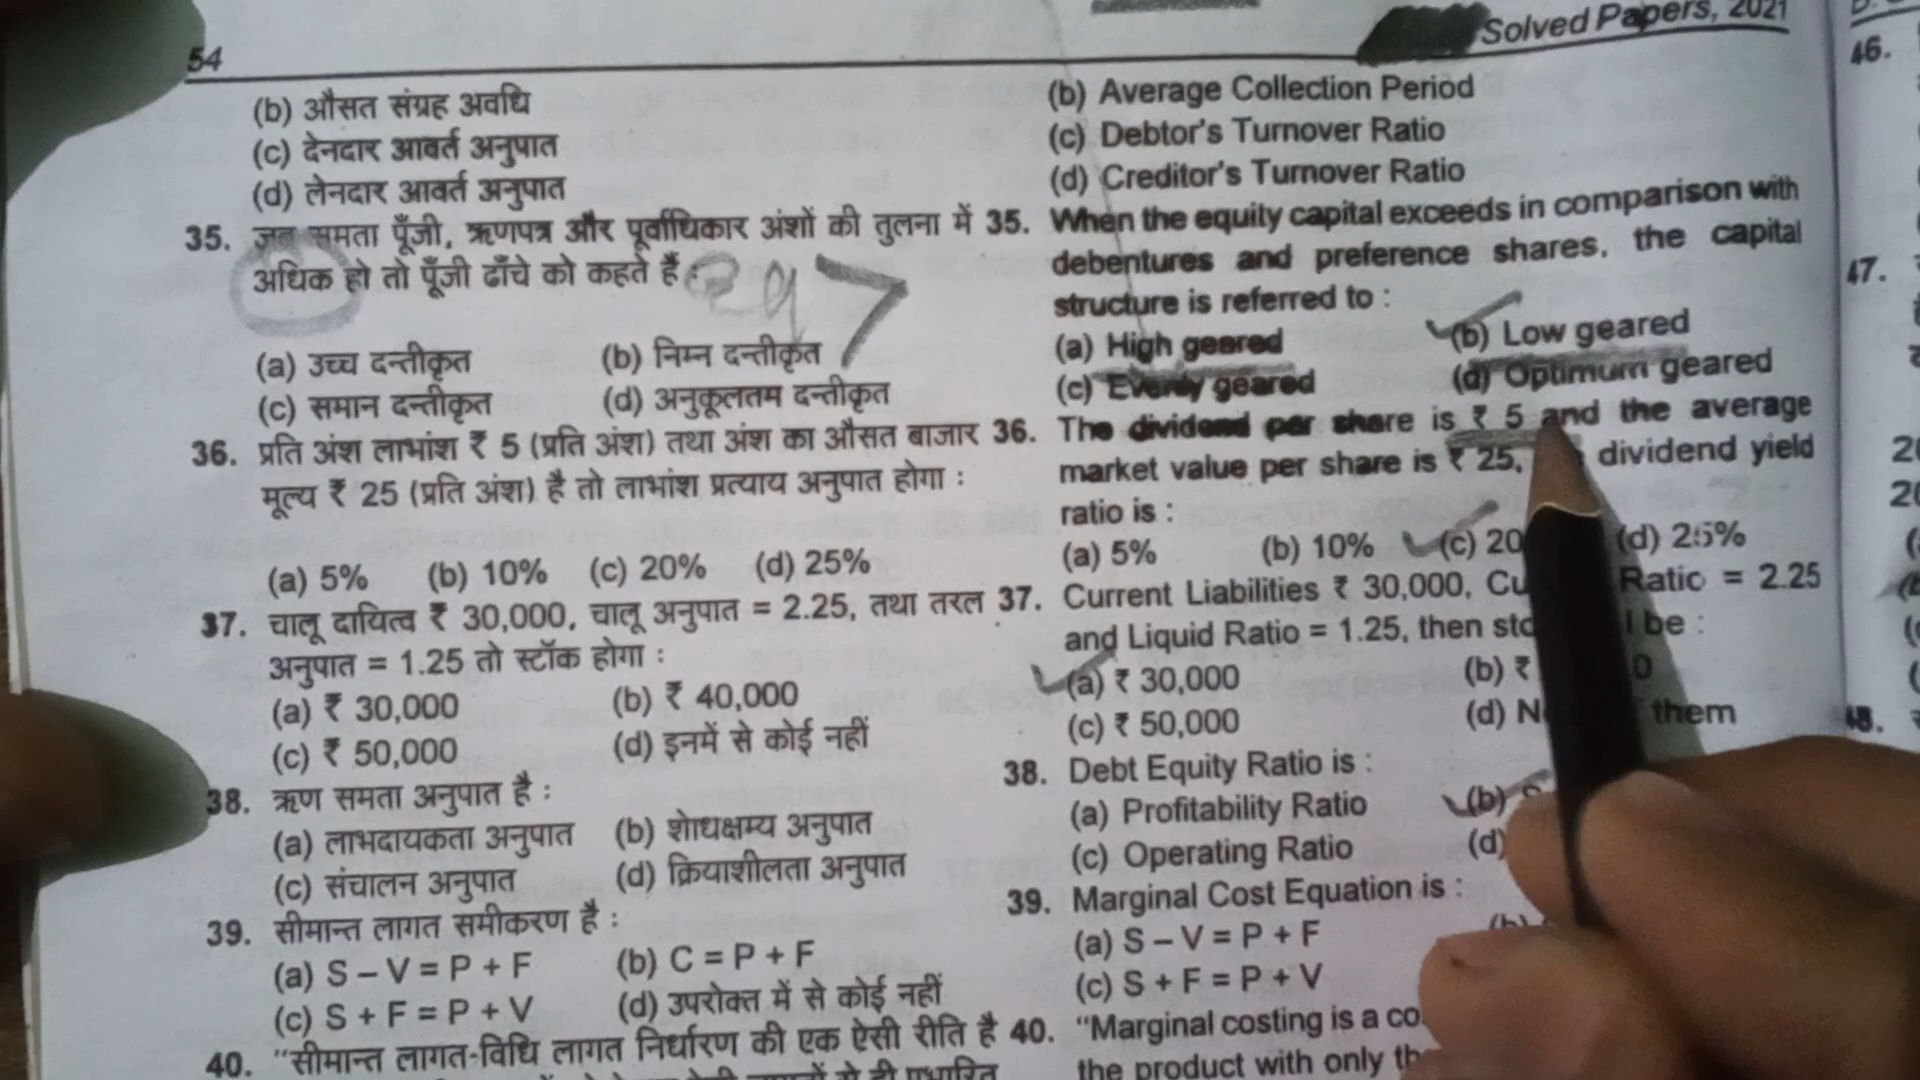 54
Solved Papers, 2021
(b) औसत संग्रह अवधि
(c) देनदार आवर्त अनुपात
(d) लेनदार आवर्त अनुपात
35. जब समता पूँजी, ऋणपत्र और पूर्वाधिकार अंशों की तुलना में
अधिक हो तो पूँजी ढाँचे को कहते हैं :
(a) उच्च दन्तीकृत (b) निम्न दन्तीकृत
(c) समान दन्तीकृत (d) अनुकूलतम दन्तीकृत
36. प्रति अंश लाभांश ₹ 5 (प्रति अंश) तथा अंश का औसत बाजार
मूल्य ₹ 25 (प्रति अंश) है तो लाभांश प्रत्याय अनुपात होगा :
(a) 5% (b) 10% (c) 20% (d) 25%
37. चालू दायित्व ₹ 30,000, चालू अनुपात = 2.25, तथा तरल
अनुपात = 1.25 तो स्टॉक होगा :
(a) ₹ 30,000 (b) ₹ 40,000
(c) ₹ 50,000 (d) इनमें से कोई नहीं
38. ऋण समता अनुपात है :
(a) लाभदायकता अनुपात (b) शोधक्षम्य अनुपात
(c) संचालन अनुपात (d) क्रियाशीलता अनुपात
39. सीमान्त लागत समीकरण है :
(a) S – V = P + F (b) C = P + F
(c) S + F = P + V (d) उपरोक्त में से कोई नहीं
40. “सीमान्त लागत-विधि लागत निर्धारण की एक ऐसी रीति है
(b) Average Collection Period
(c) Debtor's Turnover Ratio
(d) Creditor's Turnover Ratio
35. When the equity capital exceeds in comparison with
debentures and preference shares, the capital
structure is referred to :
(a) High geared (b) Low geared
(c) Evenly geared (d) Optimum geared
36. The dividend per share is ₹ 5 and the average
market value per share is ₹ 25, dividend yield
ratio is :
(a) 5% (b) 10% (c) 20 (d) 25%
37. Current Liabilities ₹ 30,000, Ratio = 2.25
and Liquid Ratio = 1.25, then be :
(a) ₹ 30,000 (b) ₹
(c) ₹ 50,000 (d) them
38. Debt Equity Ratio is :
(a) Profitability Ratio (b)
(c) Operating Ratio (d)
39. Marginal Cost Equation is :
(a) S – V = P + F (b)
(c) S + F = P + V
40. “Marginal costing is a
the product with only
46.
47.
48.